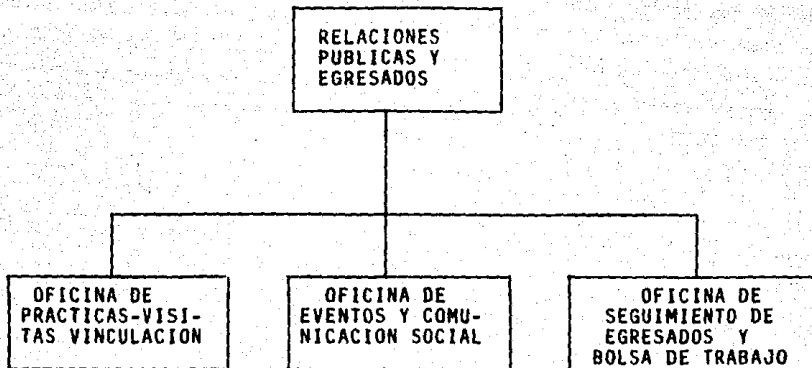 RELACIONES
PUBLICAS Y
EGRESADOS
OFICINA DE
PRACTICAS-VISI-
TAS VINCULACION
OFICINA DE
EVENTOS Y COMU-
NICACION SOCIAL
OFICINA DE
SEGUIMIENTO DE
EGRESADOS Y
BOLSA DE TRABAJO